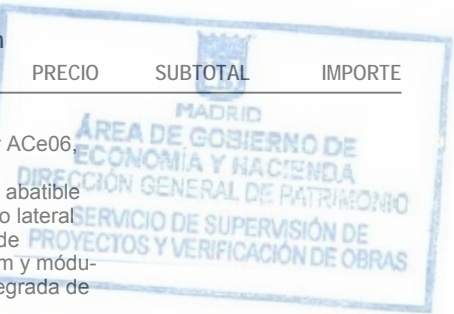 n
PRECIO SUBTOTAL IMPORTE
MADRID
ÁREA DE GOBIERNO DE
ECONOMÍA Y HACIENDA
DIRECCIÓN GENERAL DE PATRIMONIO
SERVICIO DE SUPERVISIÓN DE
PROYECTOS Y VERIFICACIÓN DE OBRAS
ACe06,
abatible
o lateral
de
m y módu-
egrada de